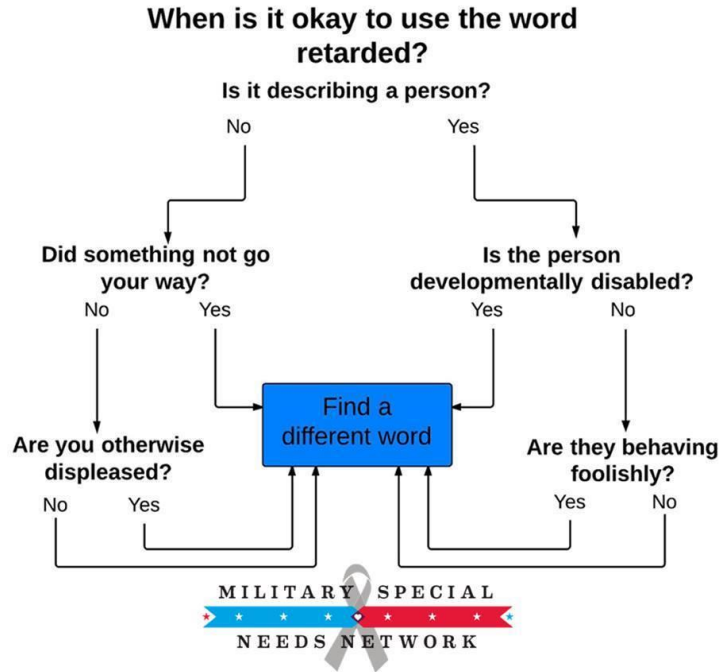 When is it okay to use the word
retarded?
Is it describing a person?
No
Yes
Did something not go
your way?
No
Yes
Is the person
developmentally disabled?
Yes
No
Find a
different word
Are you otherwise
displeased?
No
Yes
Are they behaving
foolishly?
Yes
No
MILITARY SPECIAL
NEEDS NETWORK